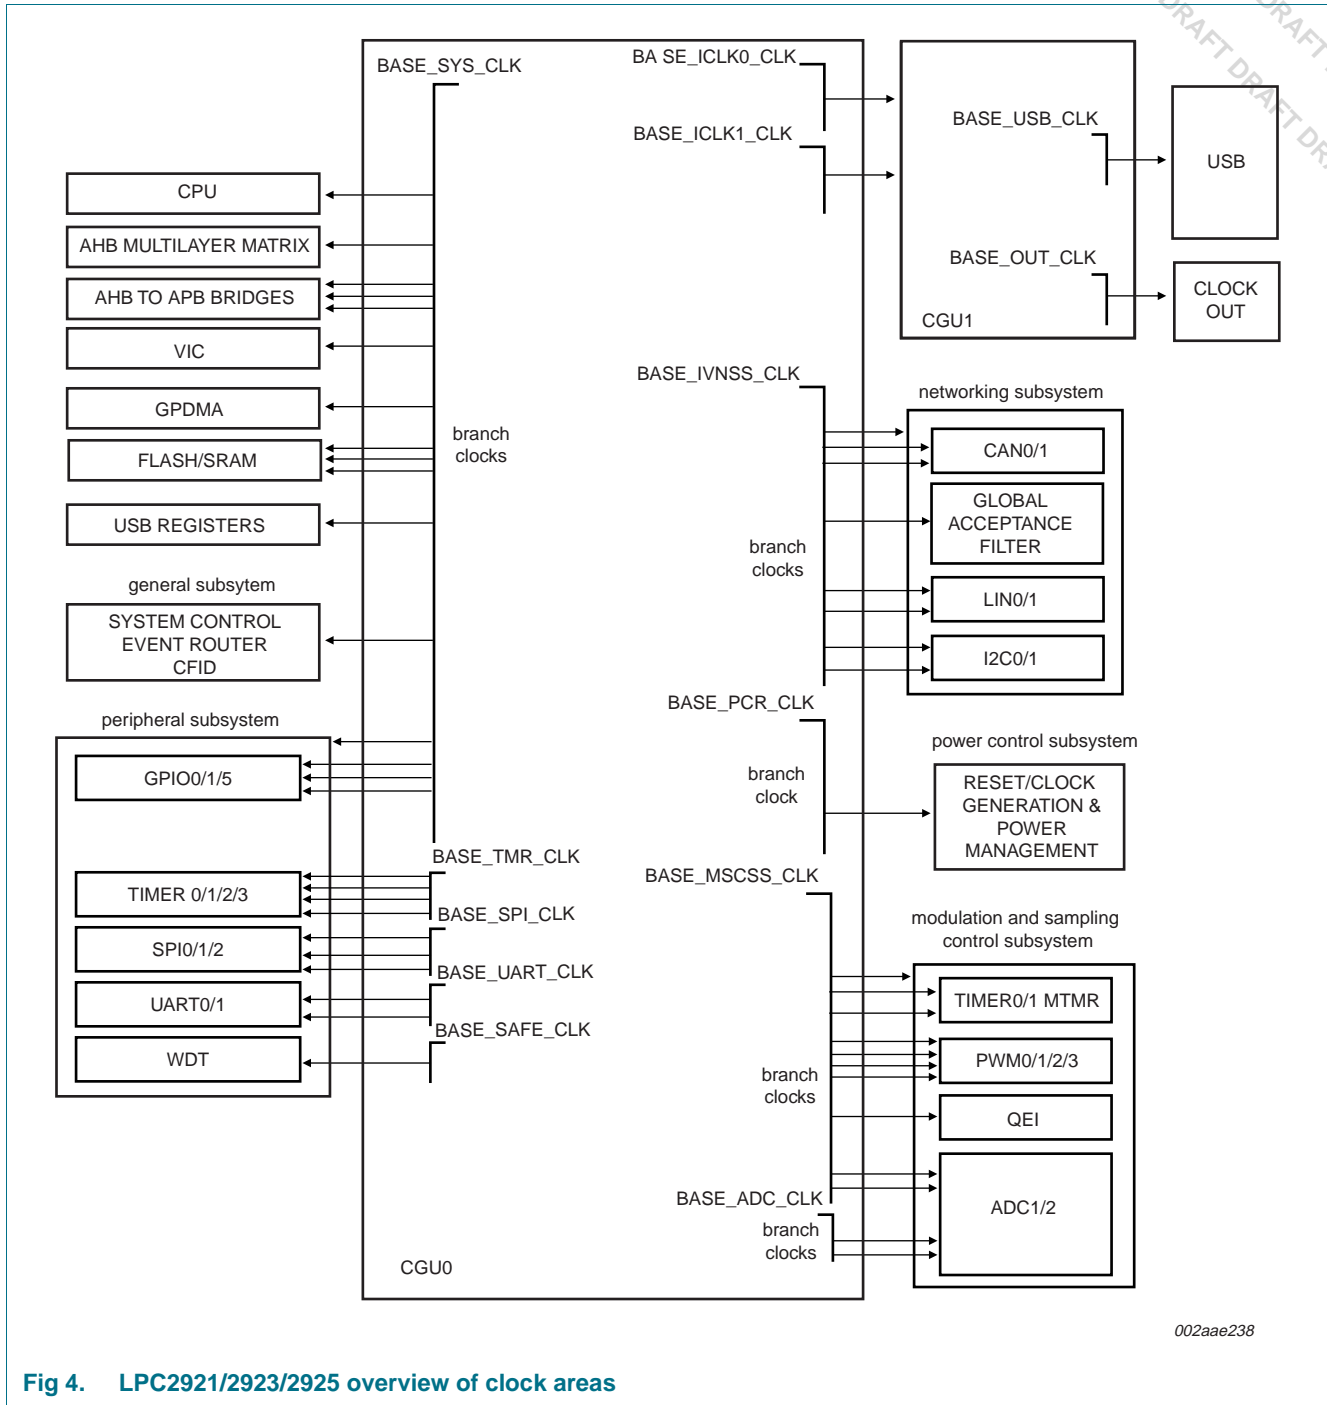 DRAFT DRAFT DRAFT
DRAFT
BASE_SYS_CLK
BA SE_ICLK0_CLK
BASE_ICLK1_CLK
BASE_USB_CLK
USB
CPU
AHB MULTILAYER MATRIX
AHB TO APB BRIDGES
VIC
GPDMA
FLASH/SRAM
USB REGISTERS
branch
clocks
BASE_OUT_CLK
CLOCK
OUT
CGU1
BASE_IVNSS_CLK
networking subsystem
CAN0/1
GLOBAL
ACCEPTANCE
FILTER
LIN0/1
I2C0/1
branch
clocks
general subsytem
SYSTEM CONTROL
EVENT ROUTER
CFID
peripheral subsystem
GPIO0/1/5
BASE_PCR_CLK
branch
clock
power control subsystem
RESET/CLOCK
GENERATION &
POWER
MANAGEMENT
BASE_TMR_CLK
TIMER 0/1/2/3
BASE_SPI_CLK
SPI0/1/2
BASE_UART_CLK
UART0/1
BASE_SAFE_CLK
WDT
BASE_MSCSS_CLK
modulation and sampling
control subsystem
TIMER0/1 MTMR
PWM0/1/2/3
branch
clocks
QEI
ADC1/2
BASE_ADC_CLK
branch
clocks
CGU0
002aae238
Fig 4. LPC2921/2923/2925 overview of clock areas